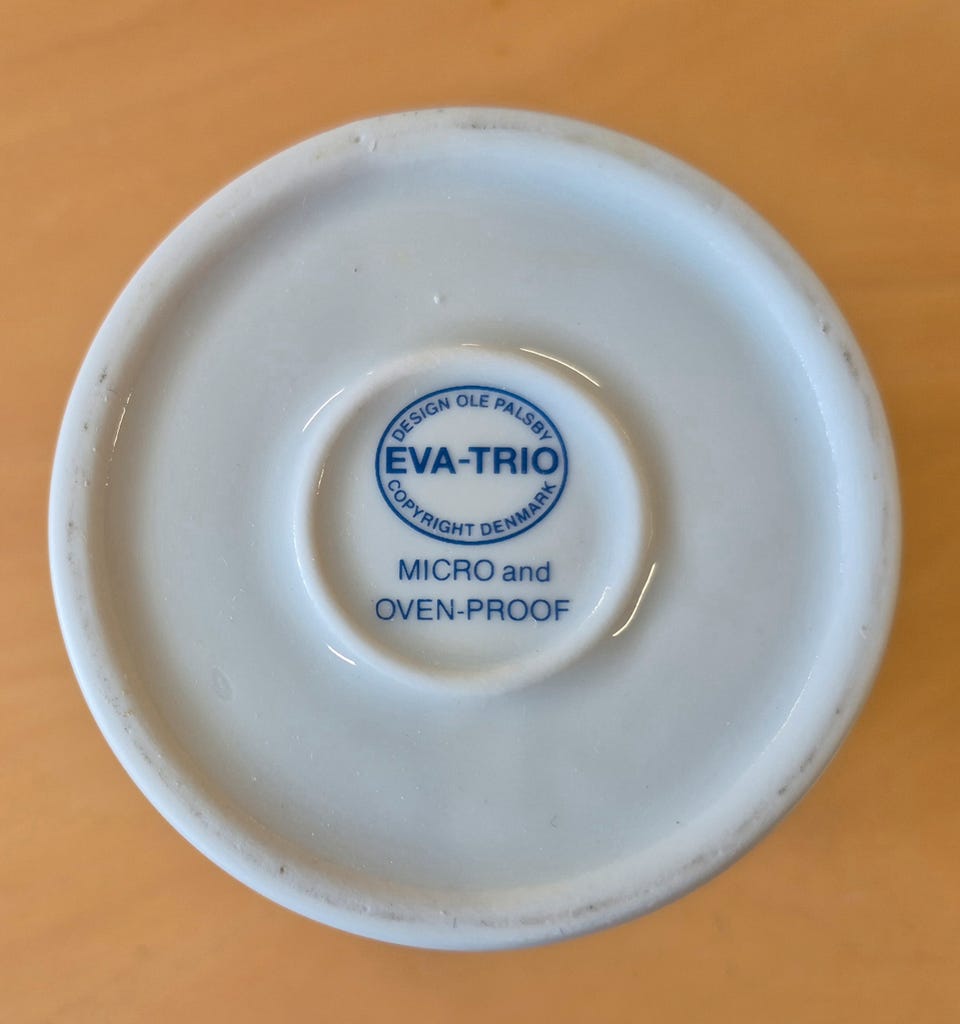 DESIGN OLE PALSBY
EVA-TRIO
COPYRIGHT DENMARK
MICRO and
OVEN-PROOF